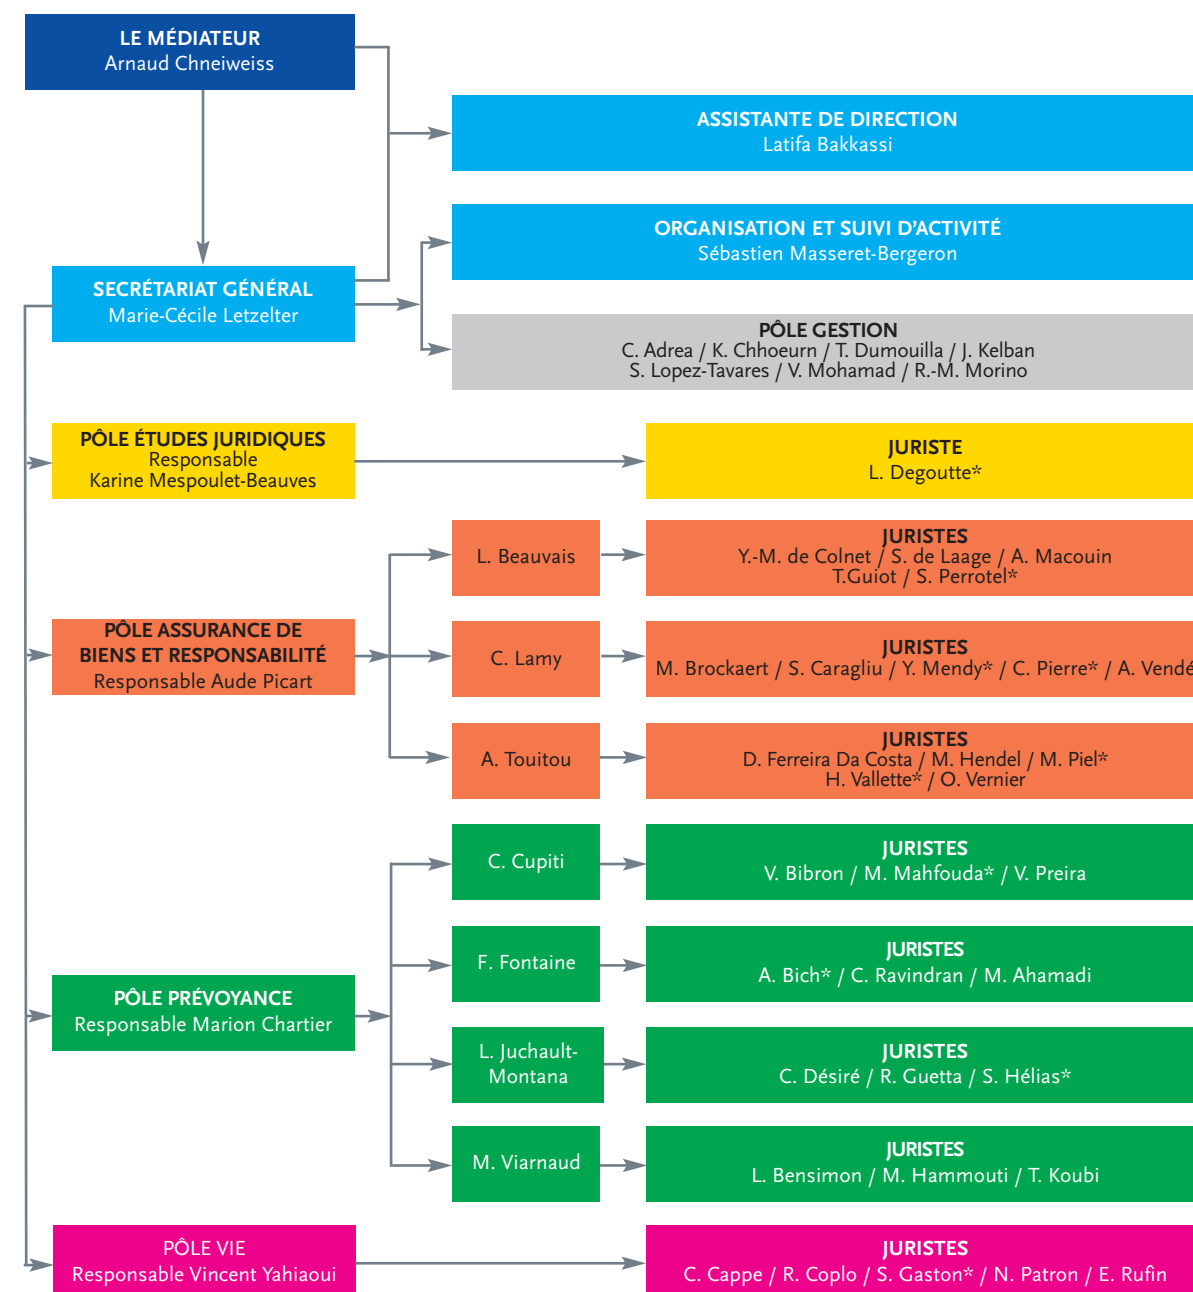 LE MÉDIATEUR
Arnaud Chneiweiss
ASSISTANTE DE DIRECTION
Latifa Bakkassi
ORGANISATION ET SUIVI D'ACTIVITÉ
Sébastien Masseret-Bergeron
SECRÉTARIAT GÉNÉRAL
Marie-Cécile Letzelter
PÔLE GESTION
C. Adrea / K. Chhoeurn / T. Dumouilla / J. Kelban
S. Lopez-Tavares / V. Mohamad / R.-M. Morino
PÔLE ÉTUDES JURIDIQUES
Responsable
Karine Mespoulet-Beauves
JURISTE
L. Degoutte*
L. Beauvais
JURISTES
Y.-M. de Colnet / S. de Laage / A. Macouin
T.Guiot / S. Perrotel*
PÔLE ASSURANCE DE
BIENS ET RESPONSABILITÉ
Responsable Aude Picart
C. Lamy
JURISTES
M. Brockaert / S. Caragliu / Y. Mendy* / C. Pierre* / A. Vendé
A. Touitou
JURISTES
D. Ferreira Da Costa / M. Hendel / M. Piel*
H. Vallette* / O. Vernier
C. Cupiti
JURISTES
V. Bibron / M. Mahfouda* / V. Preira
F. Fontaine
JURISTES
A. Bich* / C. Ravindran / M. Ahamadi
PÔLE PRÉVOYANCE
Responsable Marion Chartier
L. Juchault-
Montana
JURISTES
C. Désiré / R. Guetta / S. Hélias*
M. Viarnaud
JURISTES
L. Bensimon / M. Hammouti / T. Koubi
PÔLE VIE
Responsable Vincent Yahiaoui
JURISTES
C. Cappe / R. Coplo / S. Gaston* / N. Patron / E. Rufin